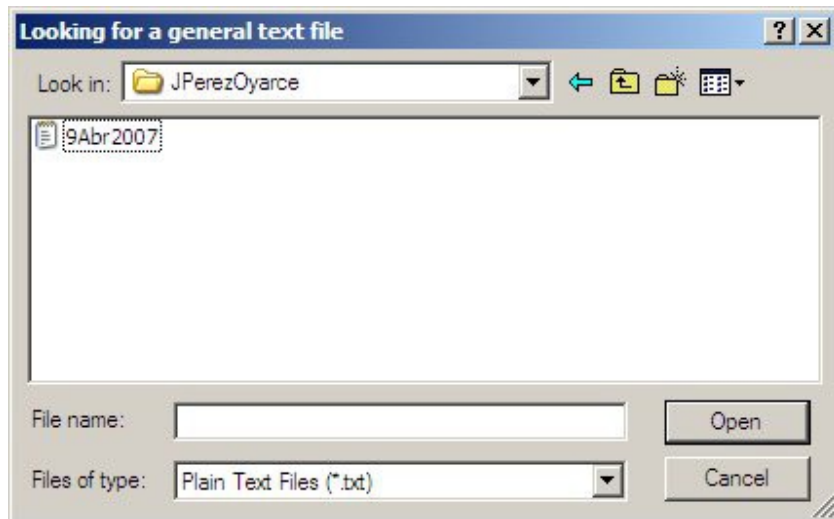 Looking for a general text file
Look in: JPerezOyarce
9Abr2007
File name: Open
Files of type: Plain Text Files (*.txt) Cancel